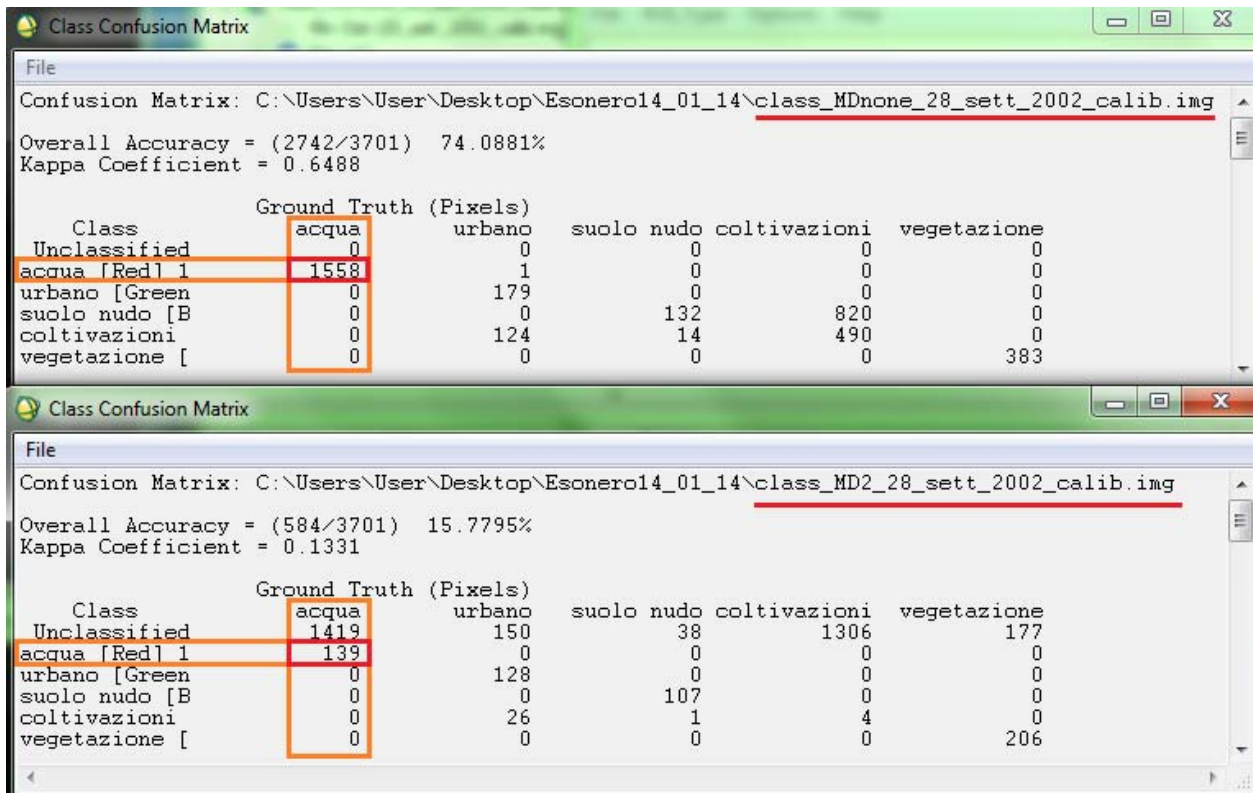 Class Confusion Matrix
File
Confusion Matrix: C:\Users\User\Desktop\Esonero14_01_14\class_MDnone_28_sett_2002_calib.img
Overall Accuracy = (2742/3701) 74.0881%
Kappa Coefficient = 0.6488
Ground Truth (Pixels)
Class acqua urbano suolo nudo coltivazioni vegetazione
Unclassified 0 0 0 0 0
acqua [Red] 1 1558 1 0 0 0
urbano [Green 0 179 0 0 0
suolo nudo [B 0 0 132 820 0
coltivazioni 0 124 14 490 0
vegetazione [ 0 0 0 0 383
Class Confusion Matrix
File
Confusion Matrix: C:\Users\User\Desktop\Esonero14_01_14\class_MD2_28_sett_2002_calib.img
Overall Accuracy = (584/3701) 15.7795%
Kappa Coefficient = 0.1331
Ground Truth (Pixels)
Class acqua urbano suolo nudo coltivazioni vegetazione
Unclassified 1419 150 38 1306 177
acqua [Red] 1 139 0 0 0 0
urbano [Green 0 128 0 0 0
suolo nudo [B 0 0 107 0 0
coltivazioni 0 26 1 4 0
vegetazione [ 0 0 0 0 206